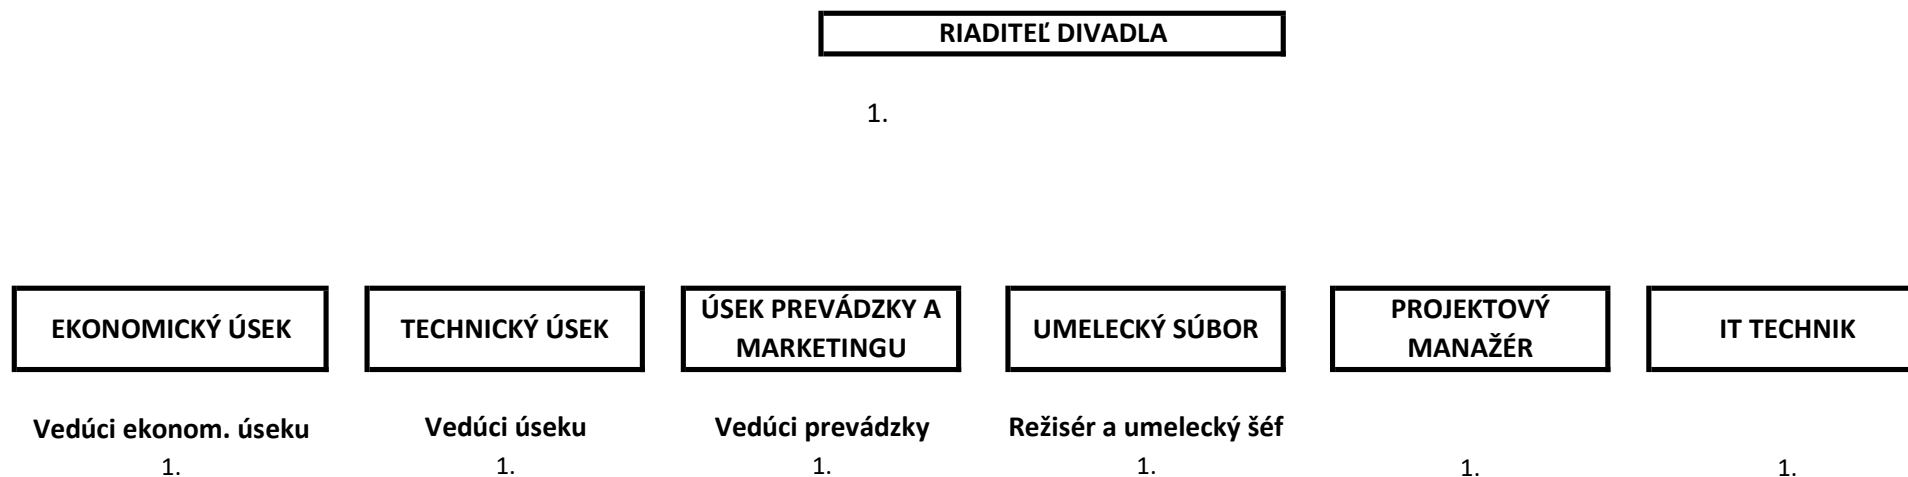 RIADITEĽ DIVADLA
1.
EKONOMICKÝ ÚSEK
TECHNICKÝ ÚSEK
ÚSEK PREVÁDZKY A
MARKETINGU
UMELECKÝ SÚBOR
PROJEKTOVÝ
MANAŽÉR
IT TECHNIK
Vedúci ekonom. úseku
1.
Vedúci úseku
1.
Vedúci prevádzky
1.
Režisér a umelecký šéf
1.
1.
1.